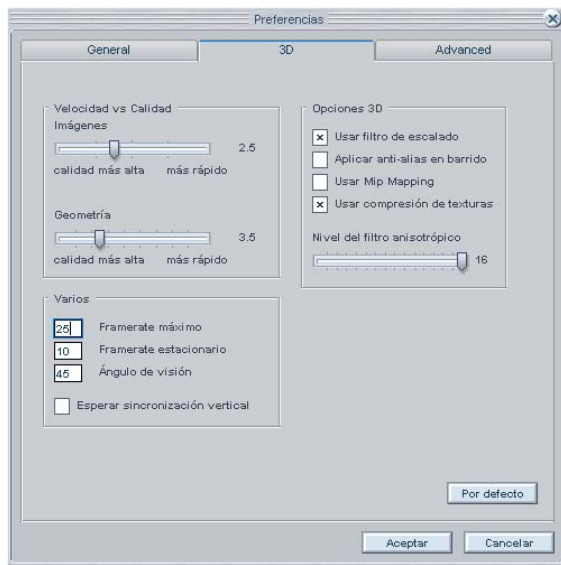 Preferencias
General
3D
Advanced
Velocidad vs Calidad
Imágenes
2.5
calidad más alta más rápido
Geometría
3.5
calidad más alta más rápido
Opciones 3D
Usar filtro de escalado
Aplicar anti-alias en barrido
Usar Mip Mapping
Usar compresión de texturas
Nivel del filtro anisotrópico
16
Varios
25 Framerate máximo
10 Framerate estacionario
45 Ángulo de visión
Esperar sincronización vertical
Por defecto
Aceptar
Cancelar